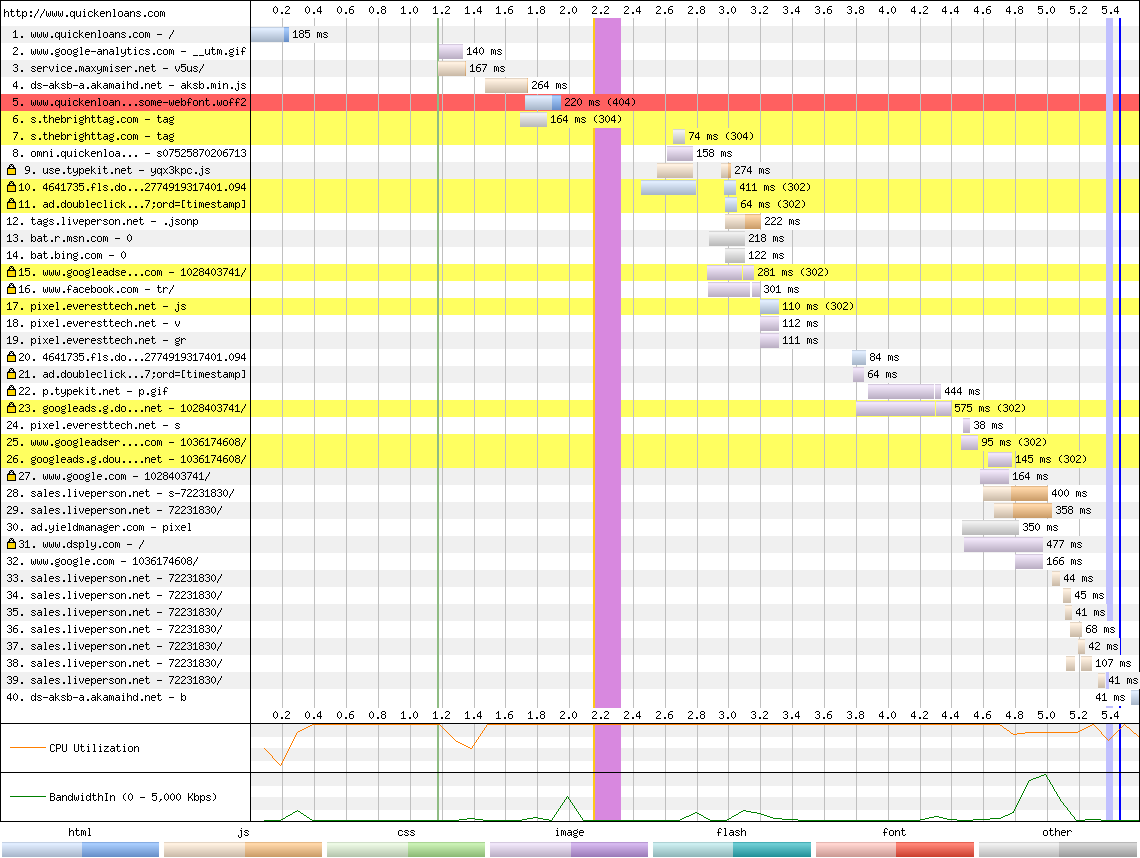 http://www.quickenloans.com
0.2 0.4 0.6 0.8 1.0 1.2 1.4 1.6 1.8 2.0 2.2 2.4 2.6 2.8 3.0 3.2 3.4 3.6 3.8 4.0 4.2 4.4 4.6 4.8 5.0 5.2 5.4
1. www.quickenloans.com - / 185 ms
2. www.google-analytics.com - __utm.gif 140 ms
3. service.maxymiser.net - v5us/ 167 ms
4. ds-aksb-a.akamaihd.net - aksb.min.js 264 ms
5. www.quickenloan...some-webfont.woff2 220 ms (404)
6. s.thebrighttag.com - tag 164 ms (304)
7. s.thebrighttag.com - tag 74 ms (304)
8. omni.quickenloa... - s07525870206713 158 ms
9. use.typekit.net - yqx3kpc.js 274 ms
10. 4641735.fls.do...2774919317401.094 411 ms (302)
11. ad.doubleclick...7;ord=[timestamp] 64 ms (302)
12. tags.liveperson.net - .jsonp 222 ms
13. bat.r.msn.com - 0 218 ms
14. bat.bing.com - 0 122 ms
15. www.googleadse...com - 1028403741/ 281 ms (302)
16. www.facebook.com - tr/ 301 ms
17. pixel.everesttech.net - js 110 ms (302)
18. pixel.everesttech.net - v 112 ms
19. pixel.everesttech.net - gr 111 ms
20. 4641735.fls.do...2774919317401.094 84 ms
21. ad.doubleclick...7;ord=[timestamp] 64 ms
22. p.typekit.net - p.gif 444 ms
23. googleads.g.do...net - 1028403741/ 575 ms (302)
24. pixel.everesttech.net - s 38 ms
25. www.googleadser....com - 1036174608/ 95 ms (302)
26. googleads.g.dou....net - 1036174608/ 145 ms (302)
27. www.google.com - 1028403741/ 164 ms
28. sales.liveperson.net - s-72231830/ 400 ms
29. sales.liveperson.net - 72231830/ 358 ms
30. ad.yieldmanager.com - pixel 350 ms
31. www.dsply.com - / 477 ms
32. www.google.com - 1036174608/ 166 ms
33. sales.liveperson.net - 72231830/ 44 ms
34. sales.liveperson.net - 72231830/ 45 ms
35. sales.liveperson.net - 72231830/ 41 ms
36. sales.liveperson.net - 72231830/ 68 ms
37. sales.liveperson.net - 72231830/ 42 ms
38. sales.liveperson.net - 72231830/ 107 ms
39. sales.liveperson.net - 72231830/ 41 ms
40. ds-aksb-a.akamaihd.net - b 41 ms
0.2 0.4 0.6 0.8 1.0 1.2 1.4 1.6 1.8 2.0 2.2 2.4 2.6 2.8 3.0 3.2 3.4 3.6 3.8 4.0 4.2 4.4 4.6 4.8 5.0 5.2 5.4
CPU Utilization
BandwidthIn (0 - 5,000 Kbps)
html js css image flash font other